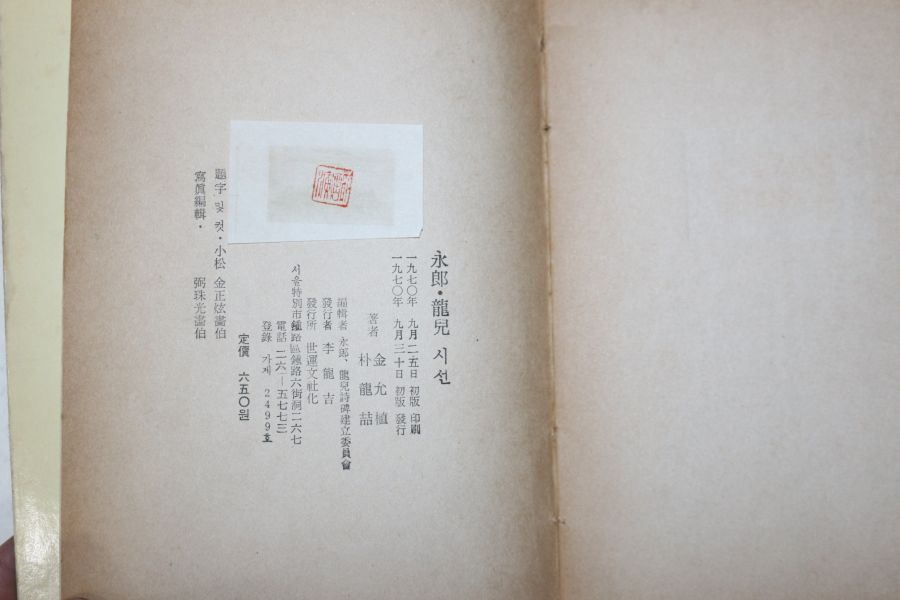 永郎・龍兒 시선
一九七〇年 九月二五日 初版 印刷
一九七〇年 九月三十日 初版 發行
著者 金允植
朴龍喆
編輯者 永郎、龍兒詩碑建立委員會
發行者 李龍吉
發行所 世運文化社
서울特別市鍾路區鍾路六街洞二六七
電話 二六—五七七三
登錄 가제 2499호
定價 六五〇원
題字 및 컷・小松 金正炫畵伯
寫眞編輯・ 弼珠光畵伯